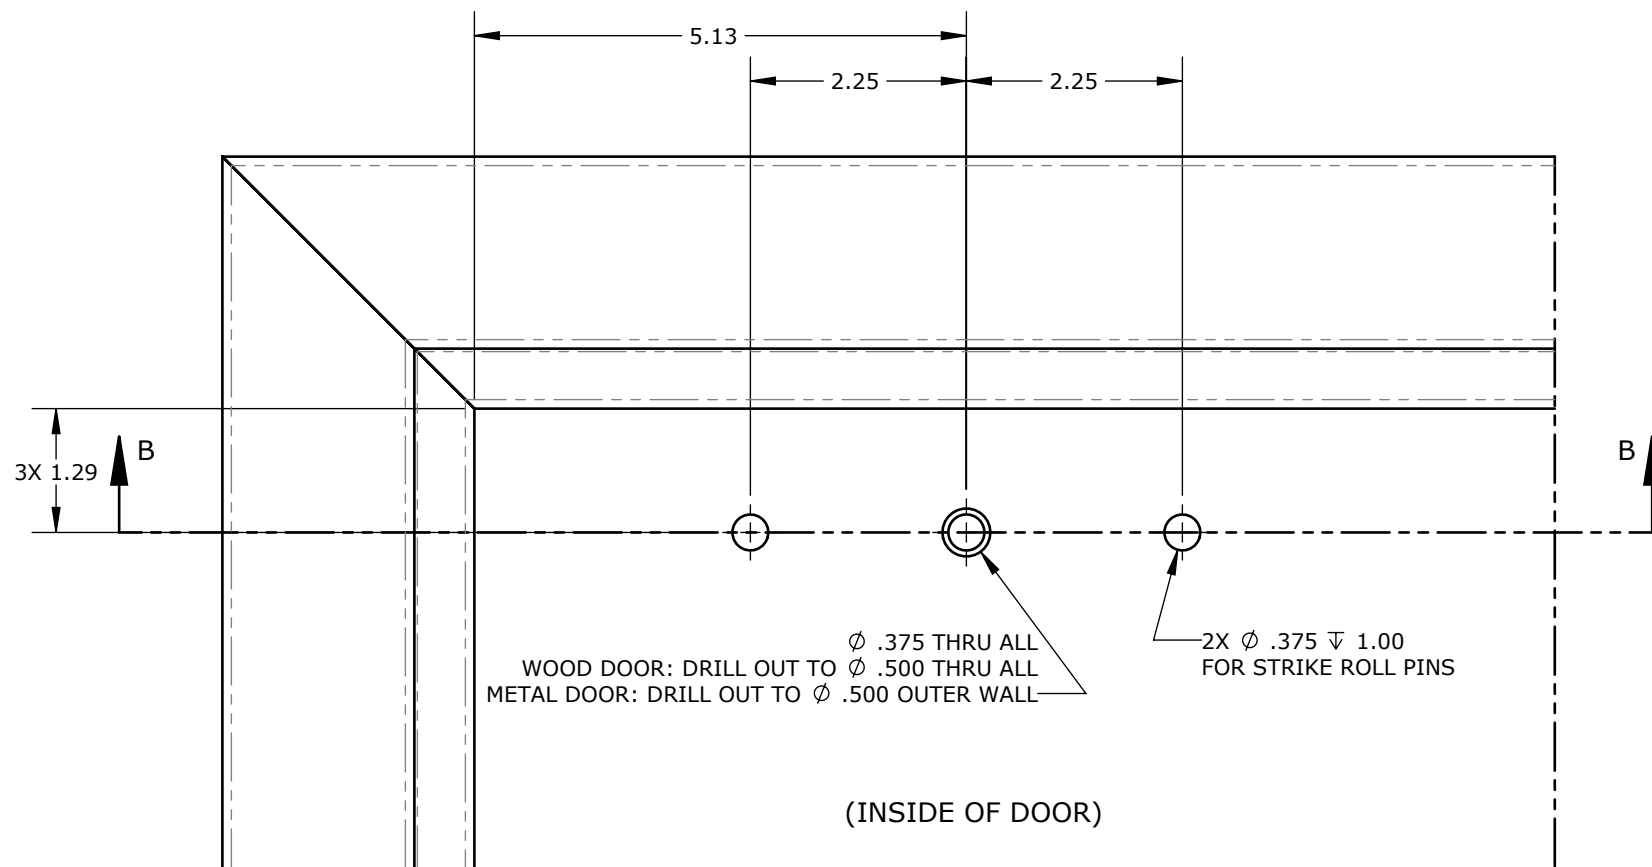 5.13
2.25
2.25
B
B
3X 1.29
⌀ .375 THRU ALL
WOOD DOOR: DRILL OUT TO ⌀ .500 THRU ALL
METAL DOOR: DRILL OUT TO ⌀ .500 OUTER WALL
2X ⌀ .375 ↧ 1.00
FOR STRIKE ROLL PINS
(INSIDE OF DOOR)